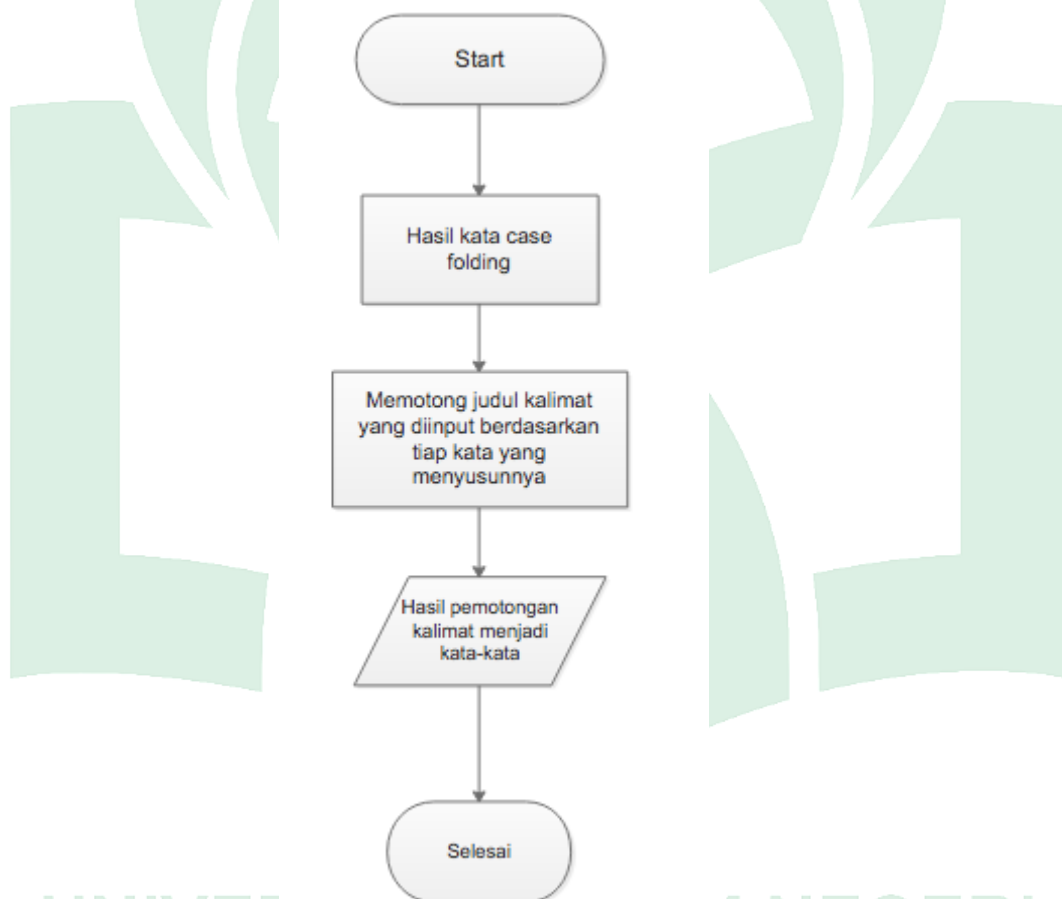 Start
Hasil kata case
folding
Memotong judul kalimat
yang diinput berdasarkan
tiap kata yang
menyusunnya
Hasil pemotongan
kalimat menjadi
kata-kata
Selesai